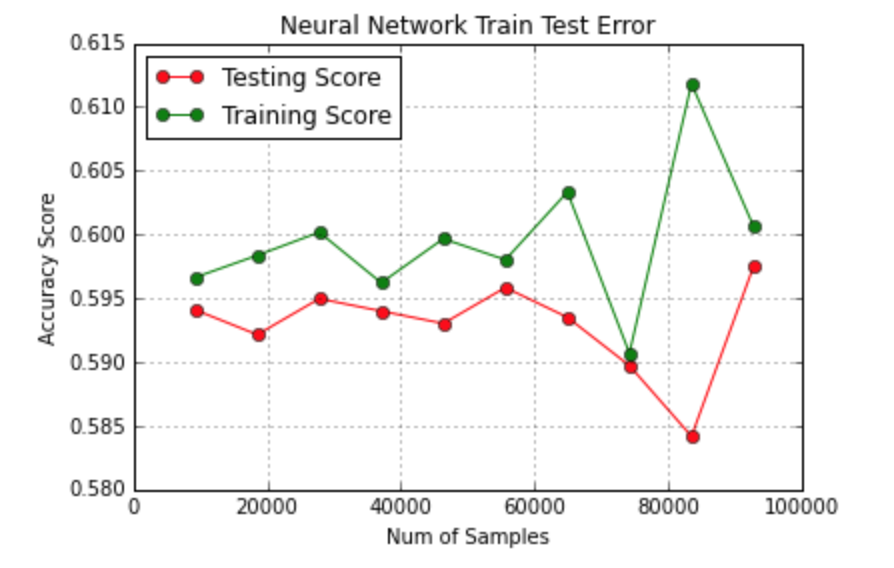 Neural Network Train Test Error
0.615
0.610
0.605
0.600
0.595
0.590
0.585
0.580
Accuracy Score
Testing Score
Training Score
0 20000 40000 60000 80000 100000
Num of Samples